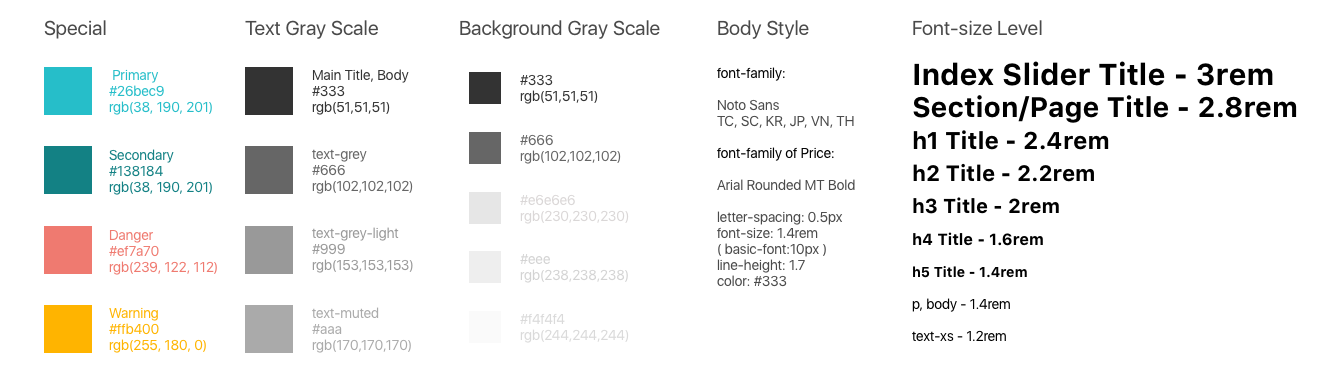 Special
Primary
#26bec9
rgb(38, 190, 201)
Secondary
#138184
rgb(38, 190, 201)
Danger
#ef7a70
rgb(239, 122, 112)
Warning
#ffb400
rgb(255, 180, 0)
Text Gray Scale
Main Title, Body
#333
rgb(51,51,51)
text-grey
#666
rgb(102,102,102)
text-grey-light
#999
rgb(153,153,153)
text-muted
#aaa
rgb(170,170,170)
Background Gray Scale
#333
rgb(51,51,51)
#666
rgb(102,102,102)
#e6e6e6
rgb(230,230,230)
#eee
rgb(238,238,238)
#f4f4f4
rgb(244,244,244)
Body Style
font-family:
Noto Sans
TC, SC, KR, JP, VN, TH
font-family of Price:
Arial Rounded MT Bold
letter-spacing: 0.5px
font-size: 1.4rem
( basic-font:10px )
line-height: 1.7
color: #333
Font-size Level
Index Slider Title - 3rem
Section/Page Title - 2.8rem
h1 Title - 2.4rem
h2 Title - 2.2rem
h3 Title - 2rem
h4 Title - 1.6rem
h5 Title - 1.4rem
p, body - 1.4rem
text-xs - 1.2rem